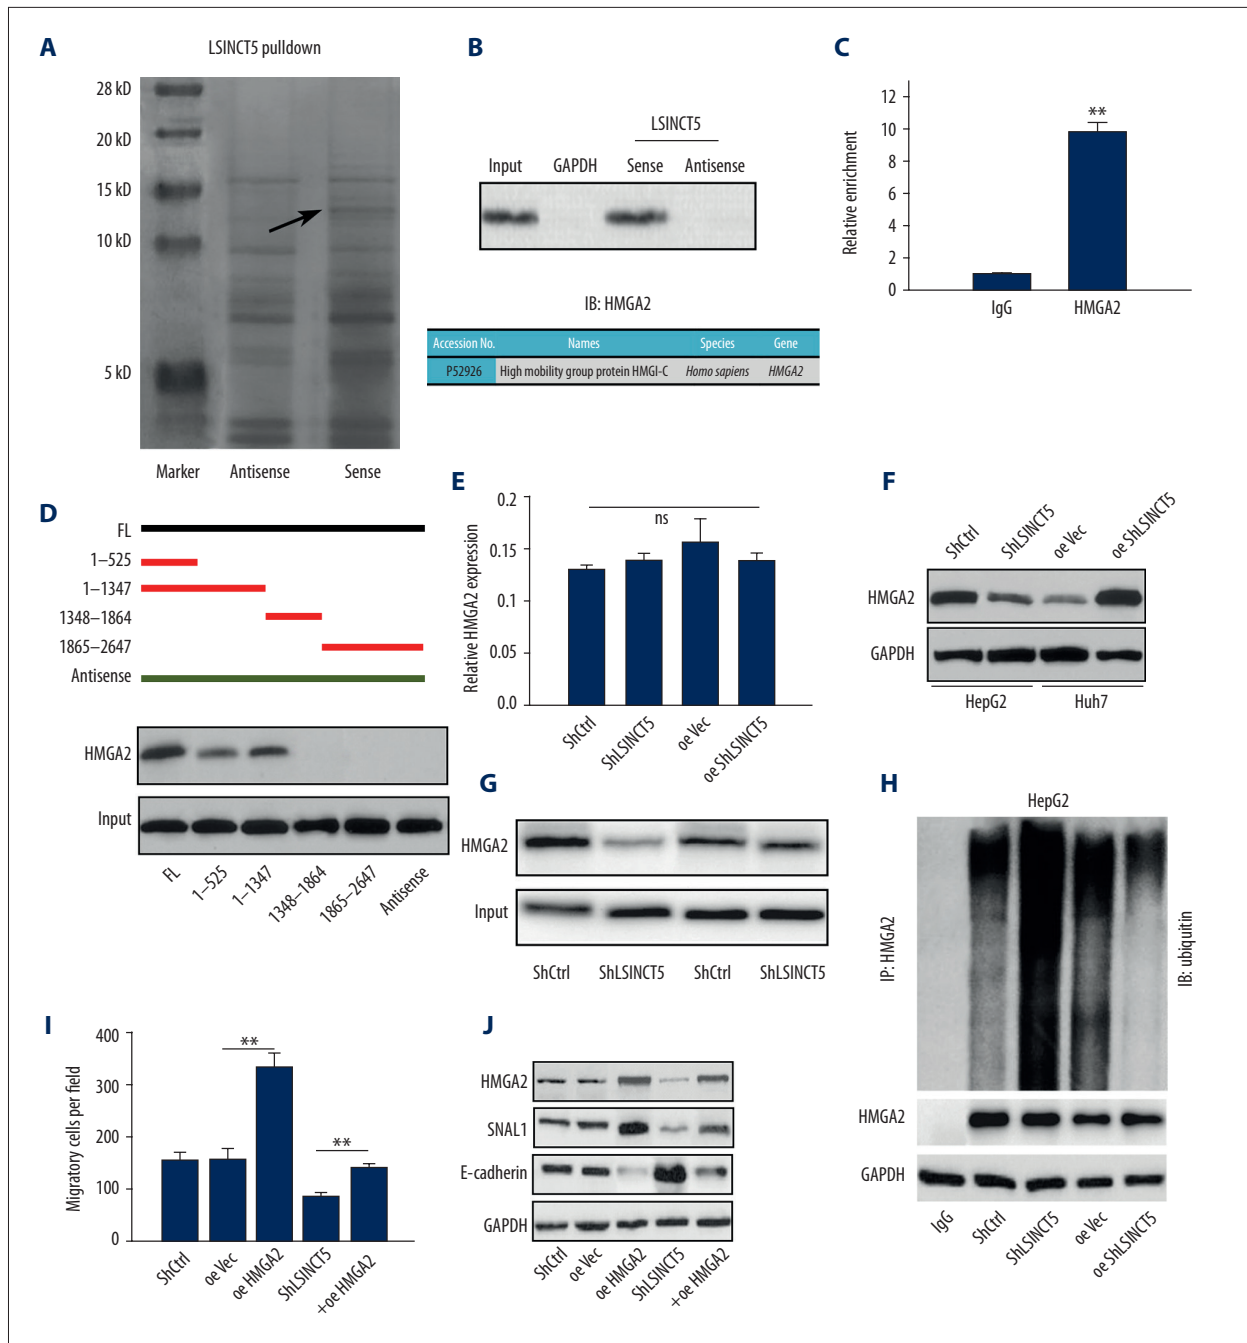 A
LSINCT5 pulldown
28 kD
20 kD
15 kD
10 kD
5 kD
Marker Antisense Sense
B
LSINCT5
Input GAPDH Sense Antisense
IB: HMGA2
Accession No. Names Species Gene
P52926 High mobility group protein HMGI-C Homo sapiens HMGA2
C
Relative enrichment
12
10
8
6
4
2
0
**
IgG HMGA2
D
FL
1–525
1–1347
1348–1864
1865–2647
Antisense
HMGA2
Input
FL 1–525 1–1347 1348–1864 1865–2647 Antisense
E
Relative HMGA2 expression
0.2
0.15
0.1
0.05
0.0
ns
ShCtrl ShLSINCT5 oe Vec oe ShLSINCT5
F
ShCtrl ShLSINCT5 oe Vec oe ShLSINCT5
HMGA2
GAPDH
HepG2 Huh7
G
HMGA2
Input
ShCtrl ShLSINCT5 ShCtrl ShLSINCT5
H
HepG2
IP: HMGA2
IB: ubiquitin
HMGA2
GAPDH
IgG ShCtrl ShLSINCT5 oe Vec oe ShLSINCT5
I
Migratory cells per field
400
300
200
100
0
**
**
ShCtrl oe Vec oe HMGA2 ShLSINCT5 +oe HMGA2
J
HMGA2
SNAL1
E-cadherin
GAPDH
ShCtrl oe Vec oe HMGA2 ShLSINCT5 +oe HMGA2